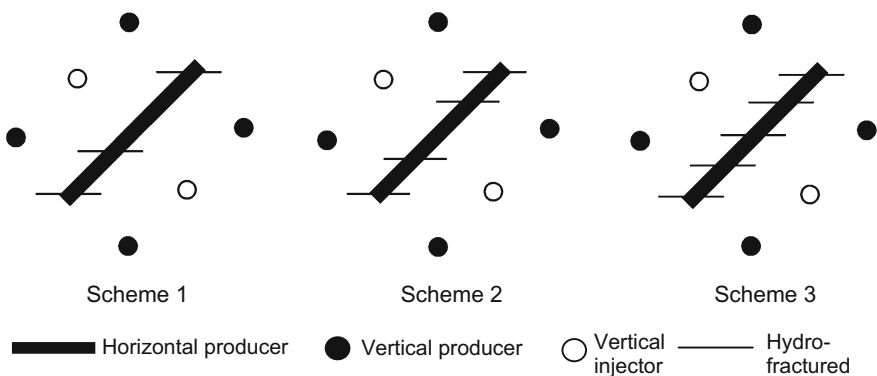 Scheme 1
Scheme 2
Scheme 3
Horizontal producer
Vertical producer
Vertical
injector
Hydro-
fractured